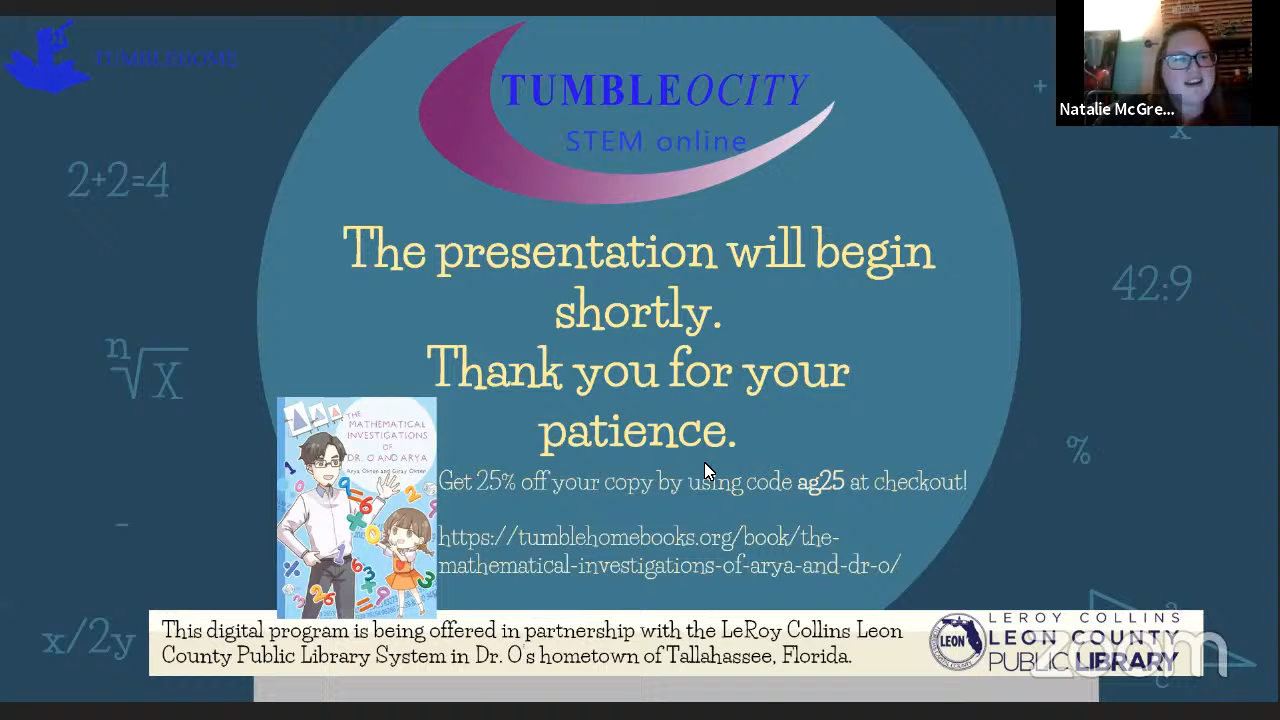 TUMBLEHOME
TUMBLEOCITY
STEM online
Natalie McGre...
+
x
2+2=4
The presentation will begin
shortly.
42:9
n√X
Thank you for your
patience.
%
THE
MATHEMATICAL
INVESTIGATIONS
OF
DR. O AND ARYA
Arya Okten and Giray Okten
Get 25% off your copy by using code ag25 at checkout!
https://tumblehomebooks.org/book/the-
mathematical-investigations-of-arya-and-dr-o/
x/2y
This digital program is being offered in partnership with the LeRoy Collins Leon
County Public Library System in Dr. O's hometown of Tallahassee, Florida.
LEON
LEROY COLLINS
LEON COUNTY
PUBLIC LIBRARY
zoom
a
c